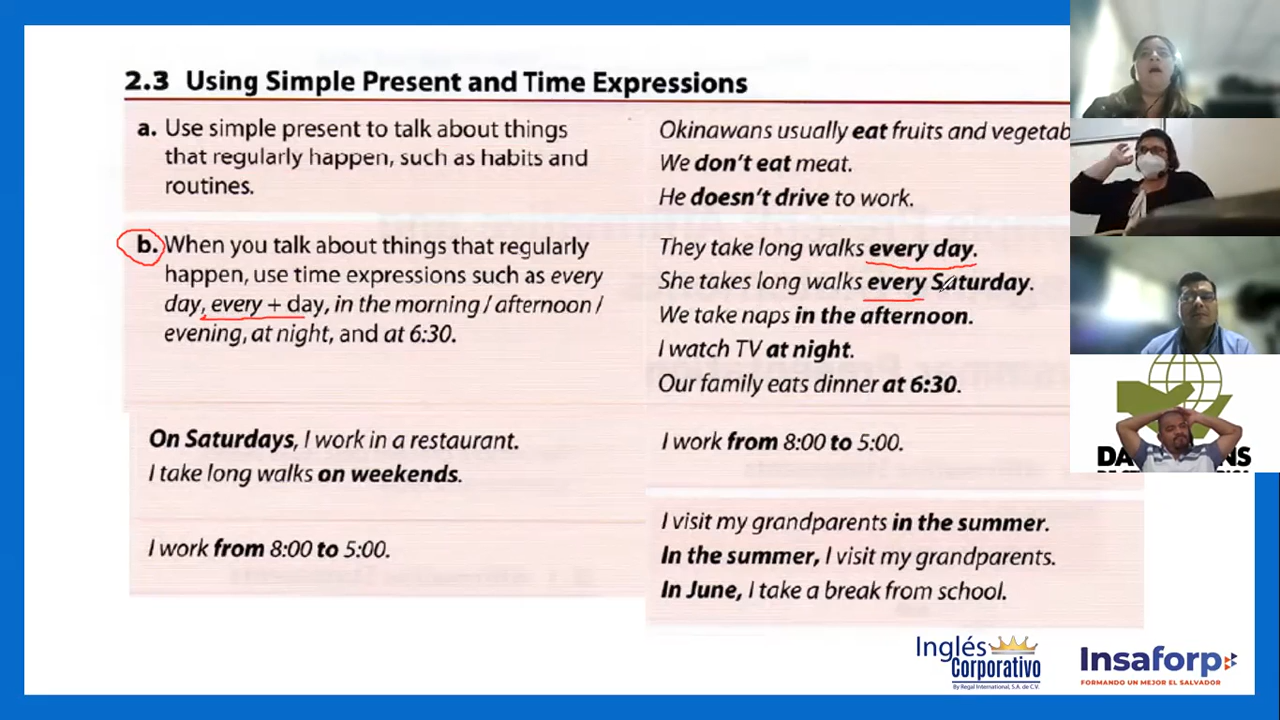 2.3 Using Simple Present and Time Expressions
a. Use simple present to talk about things
that regularly happen, such as habits and
routines.
Okinawans usually eat fruits and vegetab
We don't eat meat.
He doesn't drive to work.
b. When you talk about things that regularly
happen, use time expressions such as every
day, every + day, in the morning / afternoon /
evening, at night, and at 6:30.
They take long walks every day.
She takes long walks every Saturday.
We take naps in the afternoon.
I watch TV at night.
Our family eats dinner at 6:30.
On Saturdays, I work in a restaurant.
I take long walks on weekends.
I work from 8:00 to 5:00.
I work from 8:00 to 5:00.
I visit my grandparents in the summer.
In the summer, I visit my grandparents.
In June, I take a break from school.
Inglés
Corporativo
By Regal International, S.A. de C.V.
Insaforp
FORMANDO UN MEJOR EL SALVADOR